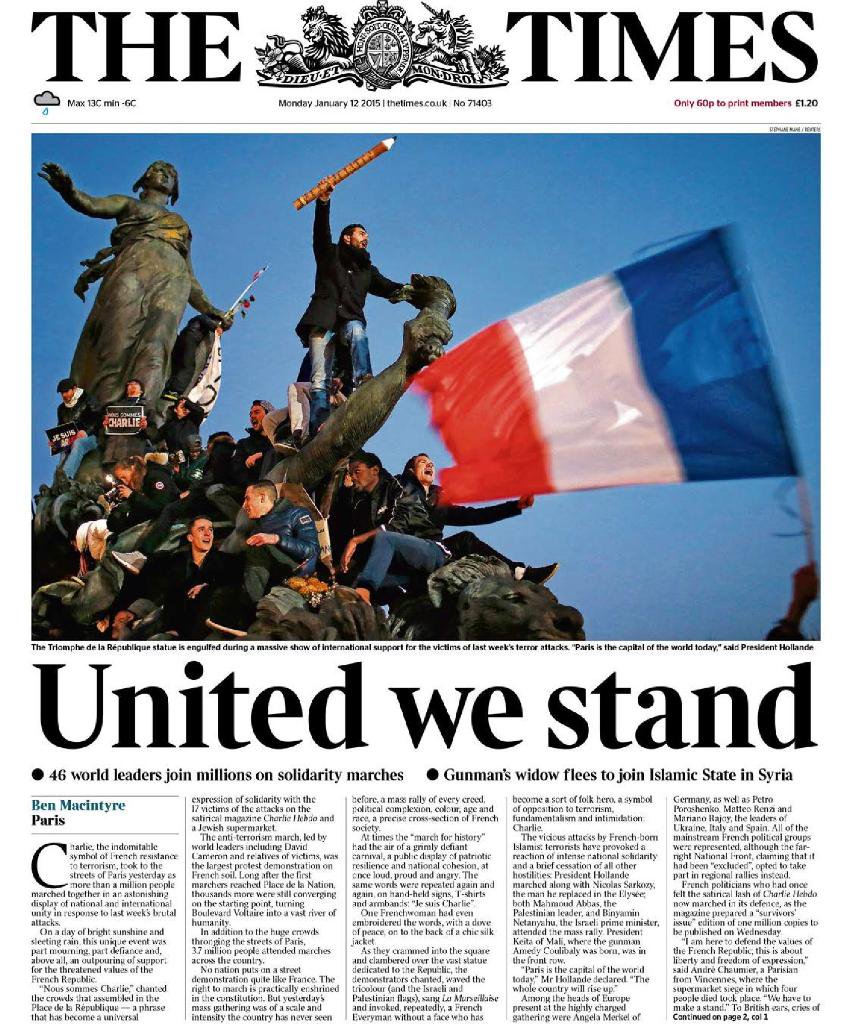 THE TIMES
DIEU ET MON DROIT
Max 13C min -6C
Monday January 12 2015 | thetimes.co.uk | No 71403
Only 60p to print members £1.20
JE SUIS
NOUS SOMMES
CHARLIE
The Triomphe de la République statue is engulfed during a massive show of international support for the victims of last week's terror attacks. "Paris is the capital of the world today," said President Hollande
United we stand
● 46 world leaders join millions on solidarity marches
● Gunman's widow flees to join Islamic State in Syria
Ben Macintyre
Paris
Charlie, the indomitable
symbol of French resistance
to terrorism, took to the
streets of Paris yesterday as
more than a million people
marched together in an astonishing
display of national and international
unity in response to last week's brutal
attacks.
On a day of bright sunshine and
sleeting rain, this unique event was
part mourning, part defiance and,
above all, an outpouring of support
for the threatened values of the
French Republic.
"Nous sommes Charlie," chanted
the crowds that assembled in the
Place de la République — a phrase
that has become a universal
expression of solidarity with the
17 victims of the attacks on the
satirical magazine Charlie Hebdo and
a Jewish supermarket.
The anti-terrorism march, led by
world leaders including David
Cameron and relatives of victims, was
the largest protest demonstration on
French soil. Long after the first
marchers reached Place de la Nation,
thousands more were still converging
on the starting point, turning
Boulevard Voltaire into a vast river of
humanity.
In addition to the huge crowds
thronging the streets of Paris,
3.7 million people attended marches
across the country.
No nation puts on a street
demonstration quite like France. The
right to march is practically enshrined
in the constitution. But yesterday's
mass gathering was of a scale and
intensity the country has never seen
before, a mass rally of every creed,
political complexion, colour, age and
race, a precise cross-section of French
society.
At times the "march for history"
had the air of a grimly defiant
carnival, a public display of patriotic
resilience and national cohesion, at
once loud, proud and angry. The
same words were repeated again and
again, on hand-held signs, T-shirts
and armbands: "Je suis Charlie".
One Frenchwoman had even
embroidered the words, with a dove
of peace, on to the back of a chic silk
jacket.
As they crammed into the square
and clambered over the vast statue
dedicated to the Republic, the
demonstrators chanted, waved the
tricolour (and the Israeli and
Palestinian flags), sang La Marseillaise
and invoked, repeatedly, a French
Everyman without a face who has
become a sort of folk hero, a symbol
of opposition to terrorism,
fundamentalism and intimidation:
Charlie.
The vicious attacks by French-born
Islamist terrorists have provoked a
reaction of intense national solidarity
and a brief cessation of all other
hostilities: President Hollande
marched along with Nicolas Sarkozy,
the man he replaced in the Elysée;
both Mahmoud Abbas, the
Palestinian leader, and Binyamin
Netanyahu, the Israeli prime minister,
attended the mass rally. President
Keita of Mali, where the gunman
Amedy Coulibaly was born, was in
the front row.
"Paris is the capital of the world
today," Mr Hollande declared. "The
whole country will rise up."
Among the heads of Europe
present at the highly charged
gathering were Angela Merkel of
Germany, as well as Petro
Poroshenko, Matteo Renzi and
Mariano Rajoy, the leaders of
Ukraine, Italy and Spain. All of the
mainstream French political groups
were represented, although the far-
right National Front, claiming that it
had been "excluded", opted to take
part in regional rallies instead.
French politicians who had once
felt the satirical lash of Charlie Hebdo
now marched in its defence, as the
magazine prepared a "survivors'
issue" edition of one million copies to
be published on Wednesday.
"I am here to defend the values of
the French Republic; this is about
liberty and freedom of expression,"
said André Chaumier, a Parisian
from Vincennes, where the
supermarket siege in which four
people died took place. "We have to
make a stand." To British ears, cries of
Continued on page 2, col 1